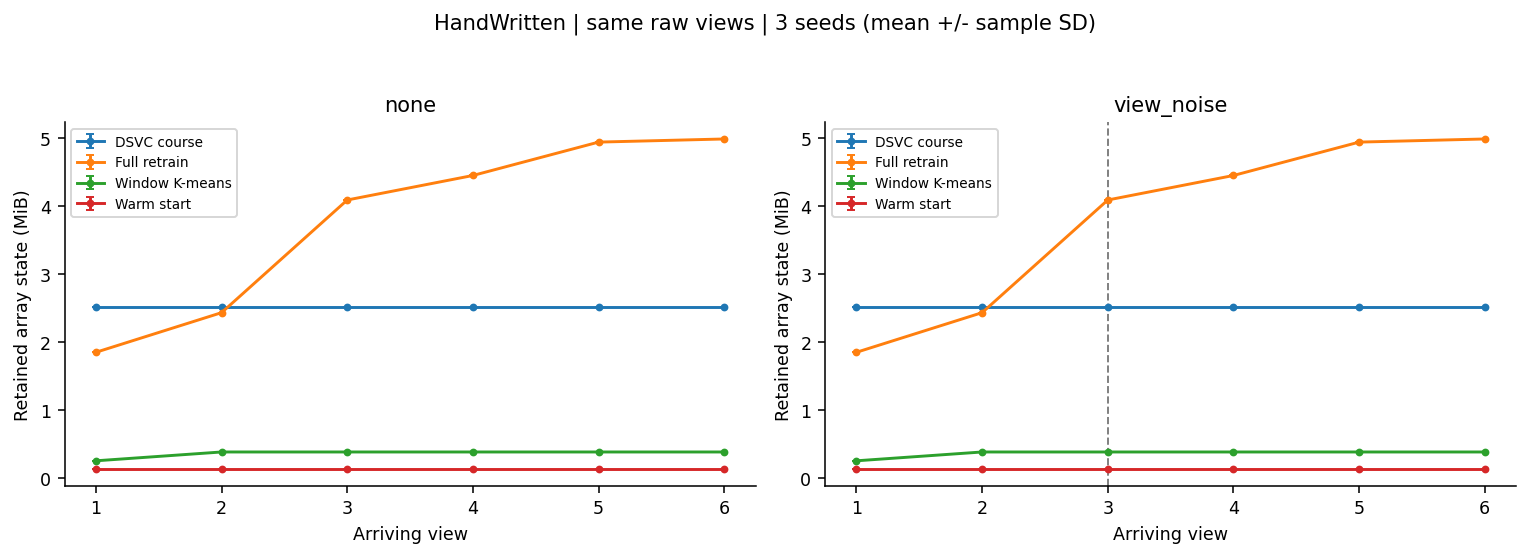 HandWritten | same raw views | 3 seeds (mean +/- sample SD)
none
DSVC course
Full retrain
Window K-means
Warm start
Retained array state (MiB)
5
4
3
2
1
0
1 2 3 4 5 6
Arriving view
view_noise
DSVC course
Full retrain
Window K-means
Warm start
Retained array state (MiB)
5
4
3
2
1
0
1 2 3 4 5 6
Arriving view